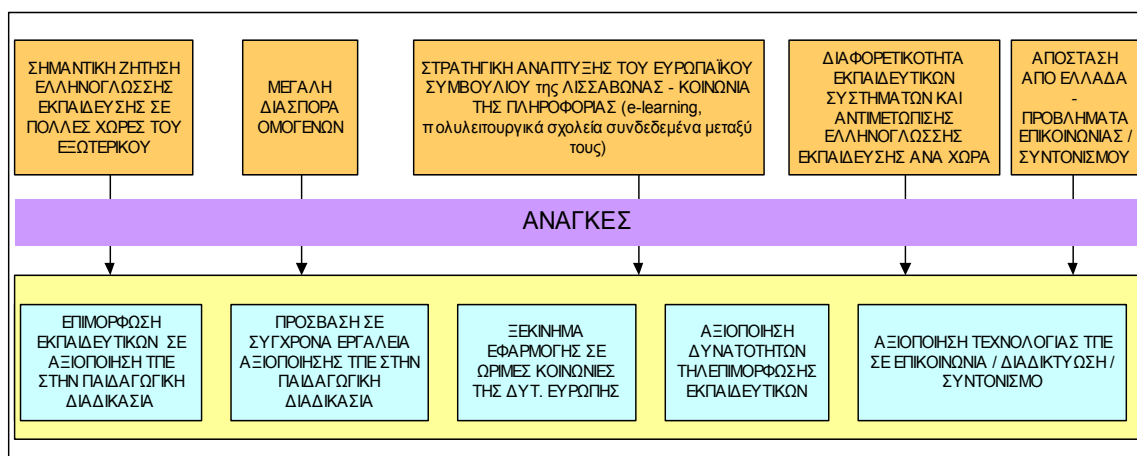 ΣΗΜΑΝΤΙΚΗ ΖΗΤΗΣΗ
ΕΛΛΗΝΟΓΛΩΣΣΗΣ
ΕΚΠΑΙΔΕΥΣΗΣ ΣΕ
ΠΟΛΛΕΣ ΧΩΡΕΣ ΤΟΥ
ΕΞΩΤΕΡΙΚΟΥ
ΜΕΓΑΛΗ
ΔΙΑΣΠΟΡΑ
ΟΜΟΓΕΝΩΝ
ΣΤΡΑΤΗΓΙΚΗ ΑΝΑΠΤΥΞΗΣ ΤΟΥ ΕΥΡΩΠΑΪΚΟΥ
ΣΥΜΒΟΥΛΙΟΥ της ΛΙΣΣΑΒΩΝΑΣ - ΚΟΙΝΩΝΙΑ
ΤΗΣ ΠΛΗΡΟΦΟΡΙΑΣ (e-learning,
πολυλειτουργικά σχολεία συνδεδεμένα μεταξύ
τους)
ΔΙΑΦΟΡΕΤΙΚΟΤΗΤΑ
ΕΚΠΑΙΔΕΥΤΙΚΩΝ
ΣΥΣΤΗΜΑΤΩΝ ΚΑΙ
ΑΝΤΙΜΕΤΩΠΙΣΗΣ
ΕΛΛΗΝΟΓΛΩΣΣΗΣ
ΕΚΠΑΙΔΕΥΣΗΣ ΑΝΑ ΧΩΡΑ
ΑΠΟΣΤΑΣΗ
ΑΠΟ ΕΛΛΑΔΑ
-
ΠΡΟΒΛΗΜΑΤΑ
ΕΠΙΚΟΙΝΩΝΙΑΣ /
ΣΥΝΤΟΝΙΣΜΟΥ
ΑΝΑΓΚΕΣ
ΕΠΙΜΟΡΦΩΣΗ
ΕΚΠΑΙΔΕΥΤΙΚΩΝ ΣΕ
ΑΞΙΟΠΟΙΗΣΗ ΤΠΕ
ΣΤΗΝ ΠΑΙΔΑΓΩΓΙΚΗ
ΔΙΑΔΙΚΑΣΙΑ
ΠΡΟΣΒΑΣΗ ΣΕ
ΣΥΓΧΡΟΝΑ ΕΡΓΑΛΕΙΑ
ΑΞΙΟΠΟΙΗΣΗΣ ΤΠΕ ΣΤΗΝ
ΠΑΙΔΑΓΩΓΙΚΗ
ΔΙΑΔΙΚΑΣΙΑ
ΞΕΚΙΝΗΜΑ
ΕΦΑΡΜΟΓΗΣ ΣΕ
ΩΡΙΜΕΣ ΚΟΙΝΩΝΙΕΣ
ΤΗΣ ΔΥΤ. ΕΥΡΩΠΗΣ
ΑΞΙΟΠΟΙΗΣΗ
ΔΥΝΑΤΟΤΗΤΩΝ
ΤΗΛΕΠΙΜΟΡΦΩΣΗΣ
ΕΚΠΑΙΔΕΥΤΙΚΩΝ
ΑΞΙΟΠΟΙΗΣΗ ΤΕΧΝΟΛΟΓΙΑΣ ΤΠΕ
ΣΕ ΕΠΙΚΟΙΝΩΝΙΑ / ΔΙΑΔΙΚΤΥΩΣΗ /
ΣΥΝΤΟΝΙΣΜΟ